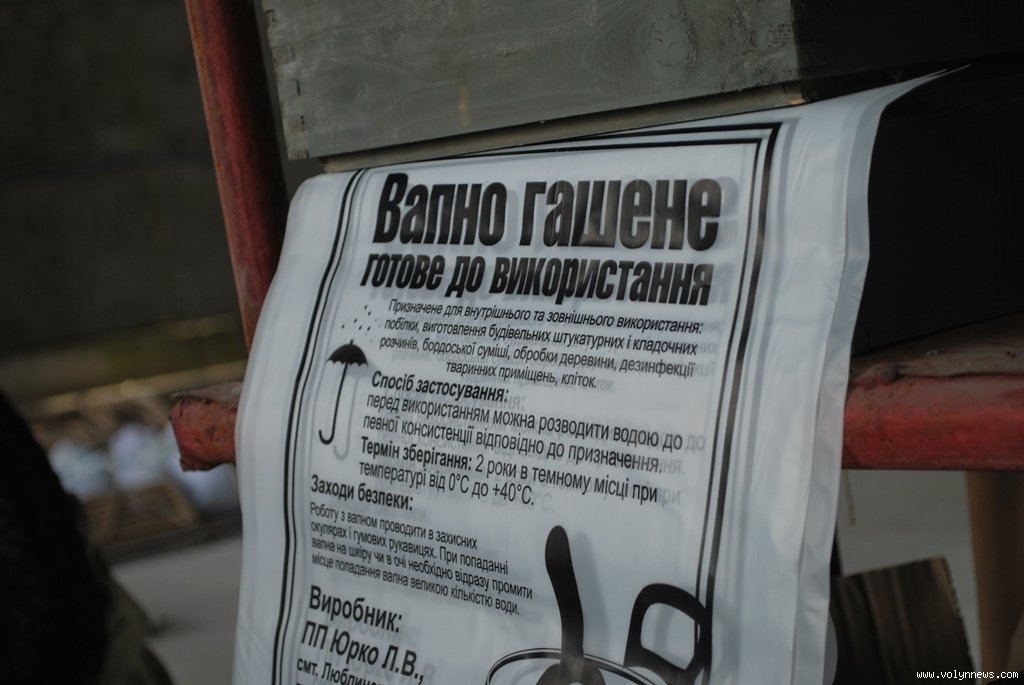 Вапно гашене
готове до використання
Призначене для внутрішнього та зовнішнього використання:
побілки, виготовлення будівельних штукатурних і кладочних
розчинів, бордоської суміші, обробки деревини, дезинфекції
тваринних приміщень, кліток.
Спосіб застосування:
перед використанням можна розводити водою до
певної консистенції відповідно до призначення.
Термін зберігання: 2 роки в темному місці при
температурі від 0°С до +40°С.
Заходи безпеки:
Роботу з вапном проводити в захисних
окулярах і гумових рукавицях. При попаданні
вапна на шкіру чи в очі необхідно відразу промити
місце попадання вапна великою кількістю води.
Виробник:
ПП Юрко Л.В.,
смт.
www.volynnews.com